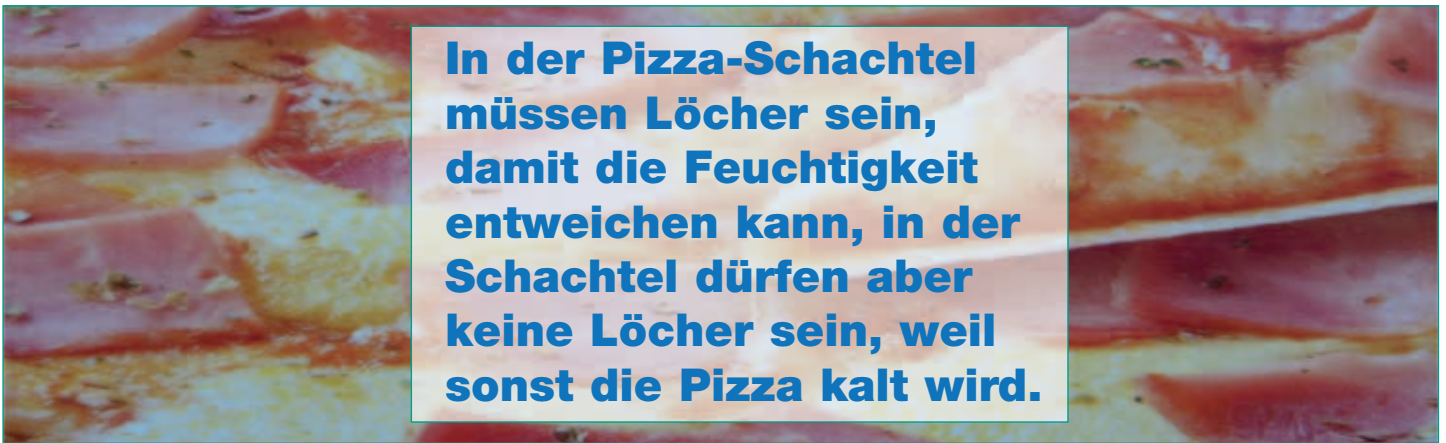 In der Pizza-Schachtel
müssen Löcher sein,
damit die Feuchtigkeit
entweichen kann, in der
Schachtel dürfen aber
keine Löcher sein, weil
sonst die Pizza kalt wird.